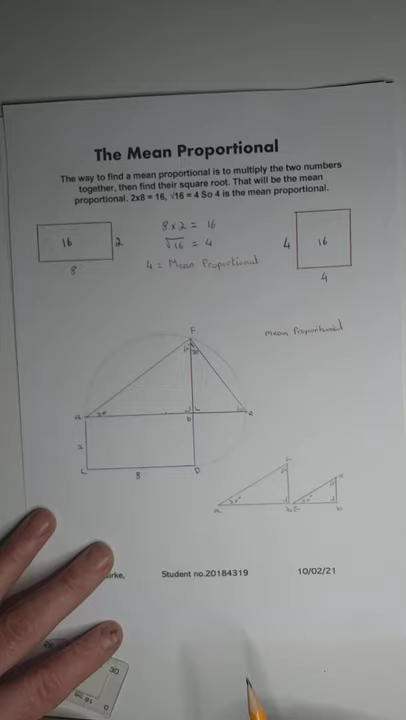 The Mean Proportional
The way to find a mean proportional is to multiply the two numbers
together, then find their square root. That will be the mean
proportional. 2x8 = 16, √16 = 4 So 4 is the mean proportional.
16
2
8
8 x 2 = 16
√16 = 4
4 = Mean Proportional
4
16
4
Mean Proportional
F
a
b
2
8
D
a
b
b
Student no.20184319
10/02/21
30
0